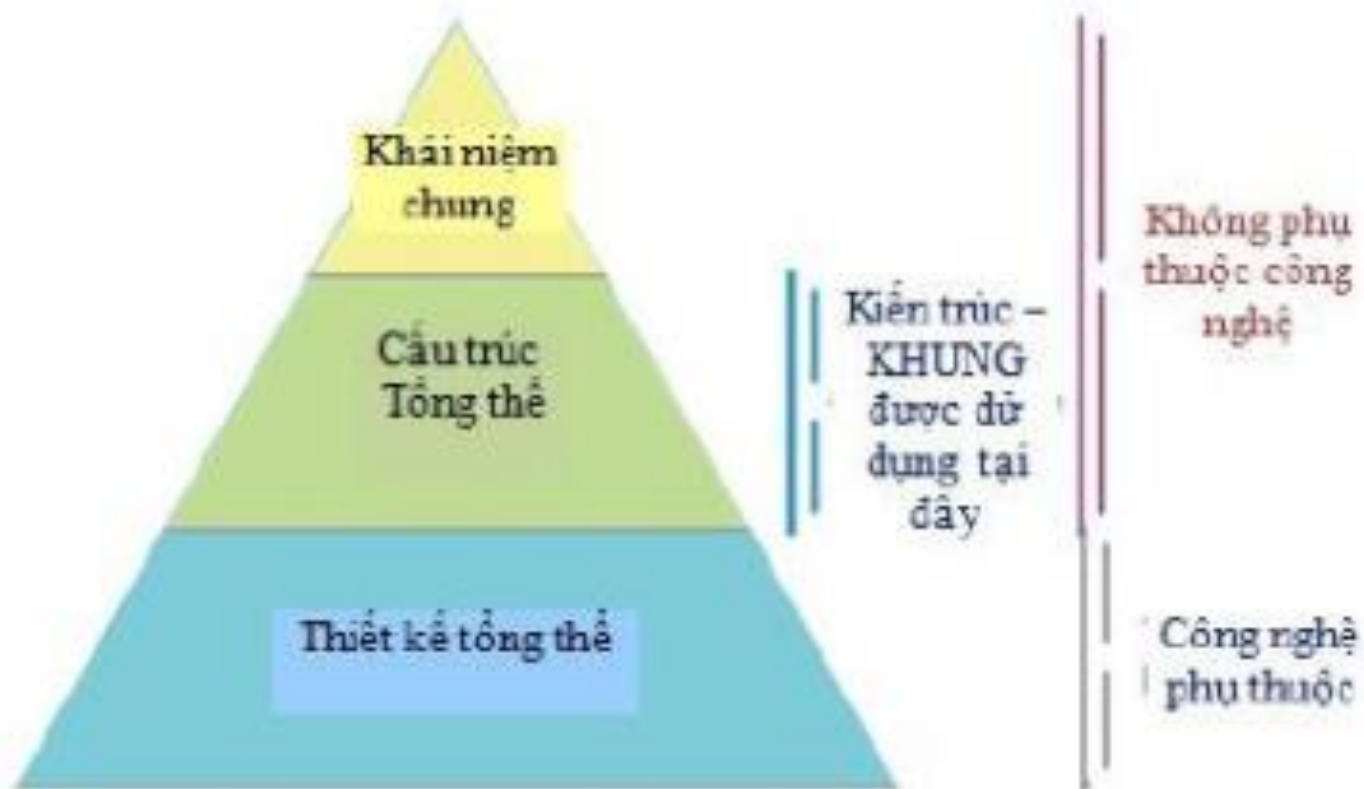 Khái niệm
chung
Cấu trúc
Tổng thể
Thiết kế tổng thể
Kiến trúc –
KHUNG
được dử
dụng tại
đây
Không phụ
thuộc công
nghệ
Công nghệ
phụ thuộc